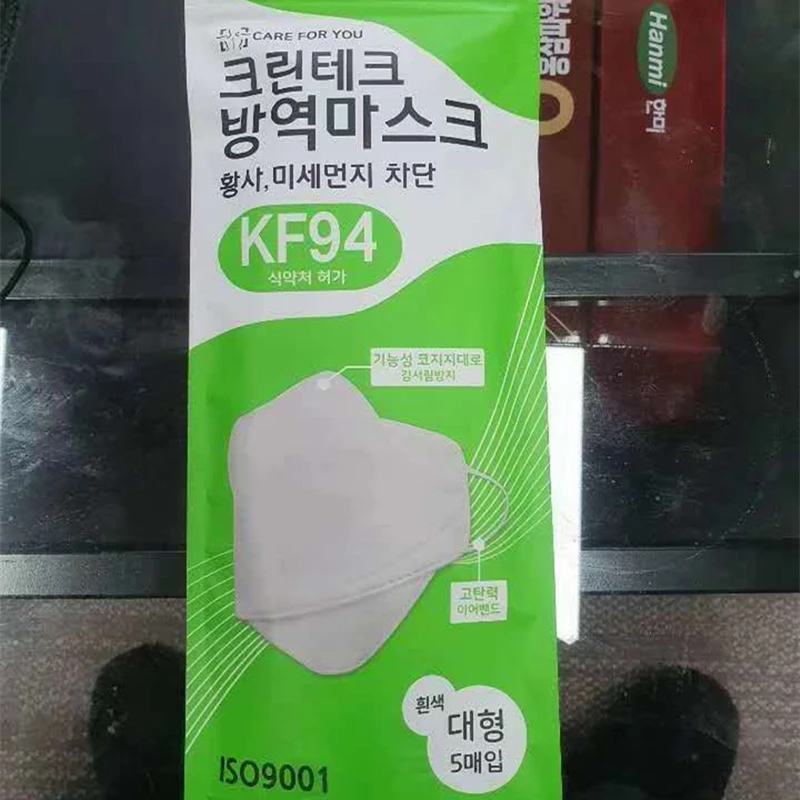 CARE FOR YOU
크린테크
방역마스크
황사, 미세먼지 차단
KF94
식약처 허가
기능성 코지지대로
김서림방지
고탄력
이어밴드
흰색
대형
5매입
ISO9001
Hanmi 한미